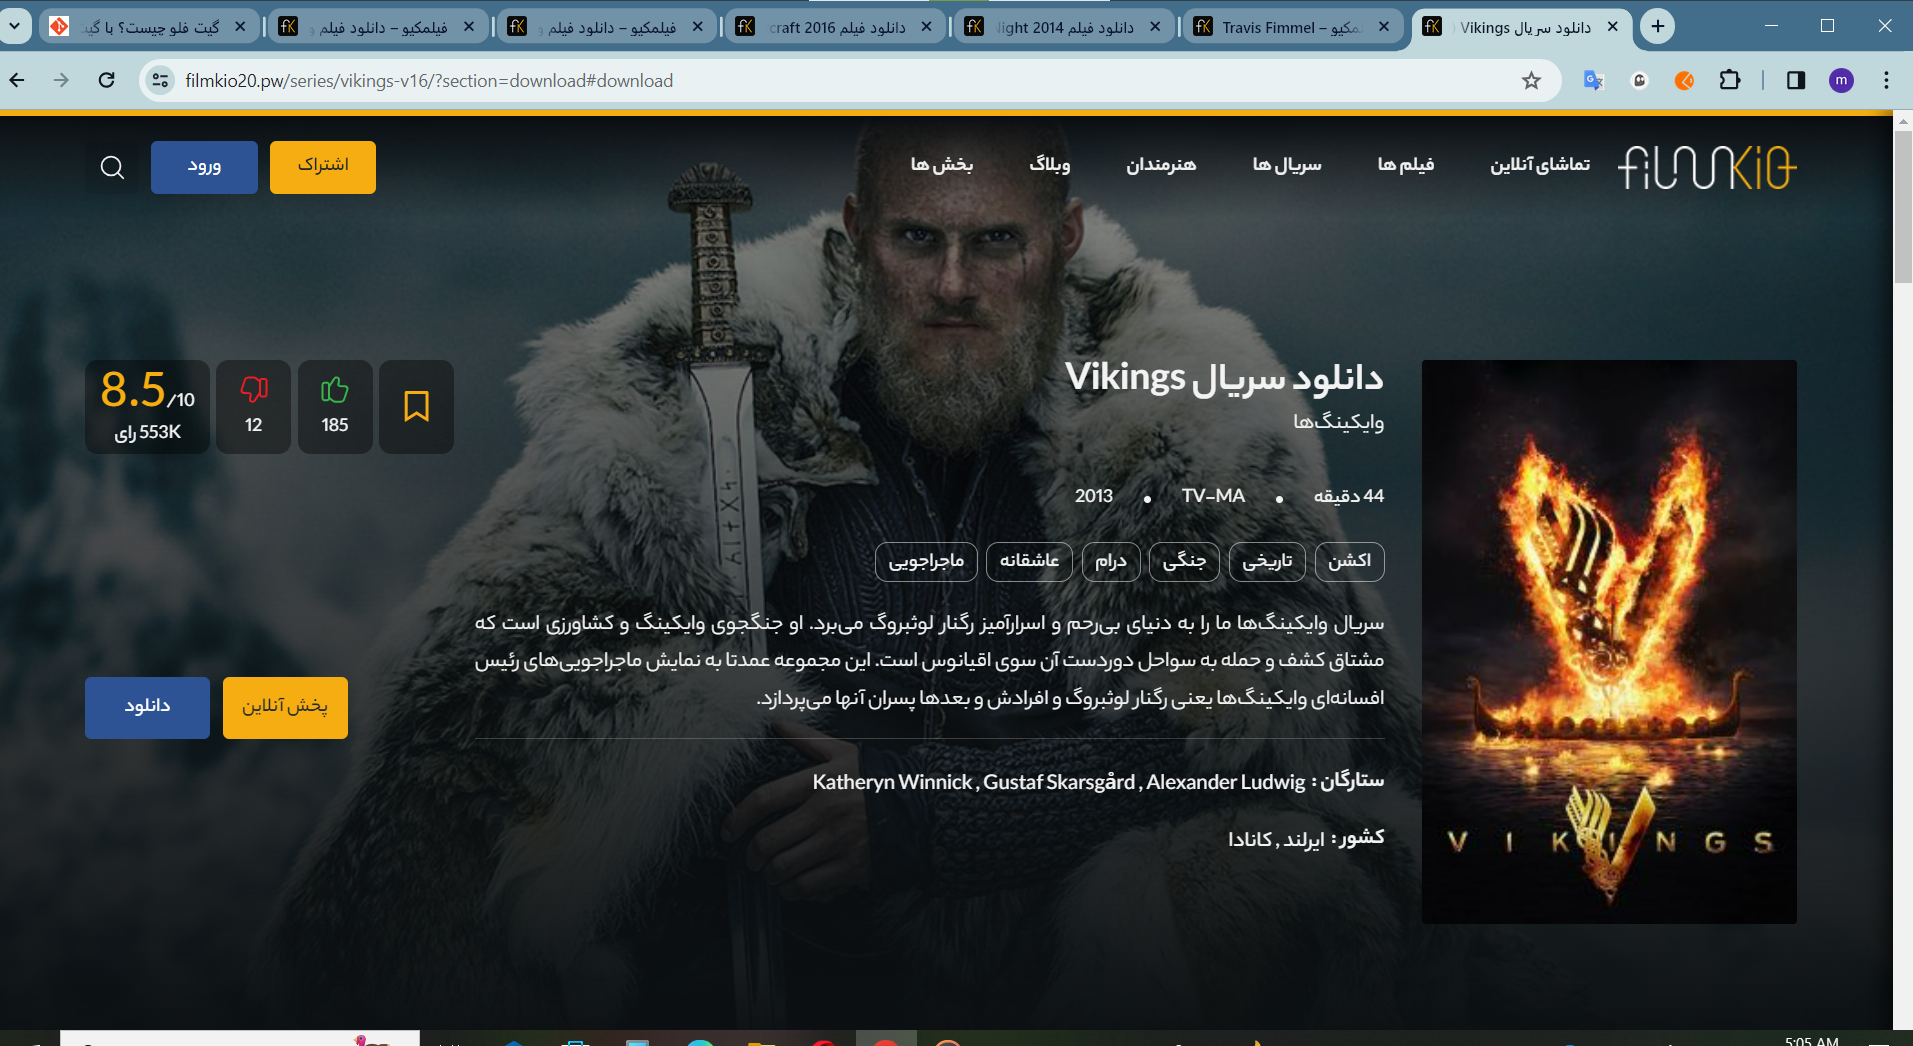 گیت فلو چیست؟ با گیت
فیلمکیو – دانلود فیلم و
فیلمکیو – دانلود فیلم و
دانلود فیلم craft 2016
دانلود فیلم Night 2014
Travis Fimmel – فیلمکیو
دانلود سریال Vikings
filmkio20.pw/series/vikings-v16/?section=download#download
m
filmKio
تماشای آنلاین
فیلم ها
سریال ها
هنرمندان
وبلاگ
بخش ها
اشتراک
ورود
دانلود سریال Vikings
وایکینگ‌ها
44 دقیقه • TV-MA • 2013
اکشن
تاریخی
جنگی
درام
عاشقانه
ماجراجویی
سریال وایکینگ‌ها ما را به دنیای بی‌رحم و اسرارآمیز رگنار لوثبروگ می‌برد. او جنگجوی وایکینگ و کشاورزی است که
مشتاق کشف و حمله به سواحل دوردست آن سوی اقیانوس است. این مجموعه عمدتا به نمایش ماجراجویی‌های رئیس
افسانه‌ای وایکینگ‌ها یعنی رگنار لوثبروگ و افرادش و بعدها پسران آنها می‌پردازد.
ستارگان : Katheryn Winnick , Gustaf Skarsgård , Alexander Ludwig
کشور : ایرلند , کانادا
185
12
8.5/10
553K رای
پخش آنلاین
دانلود
VIKINGS
5:05 AM